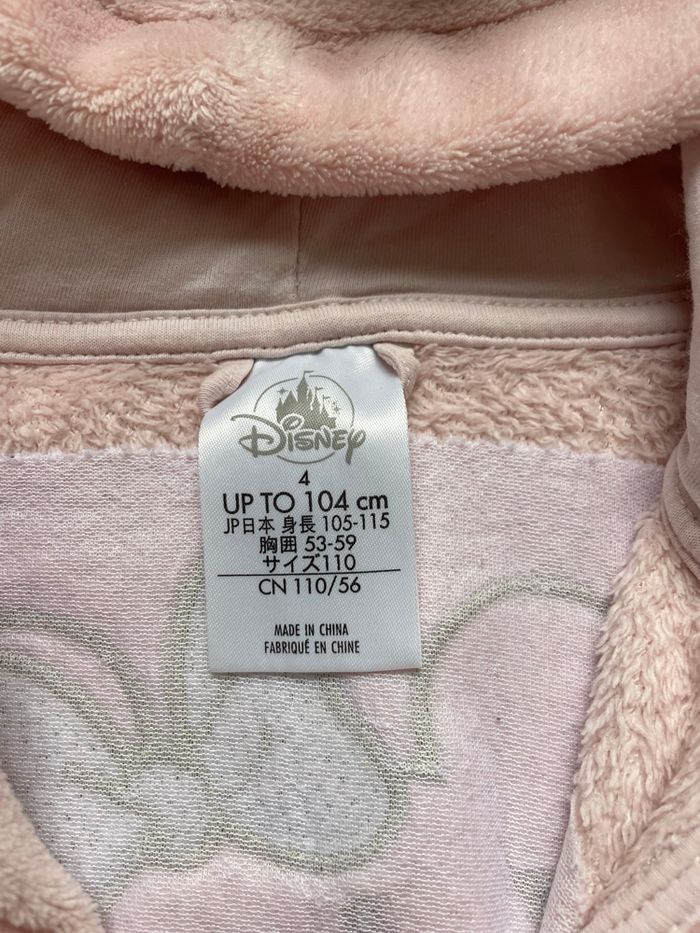 Disney
4
UP TO 104 cm
JP日本 身長 105-115
胸囲 53-59
サイズ110
CN 110/56
MADE IN CHINA
FABRIQUÉ EN CHINE